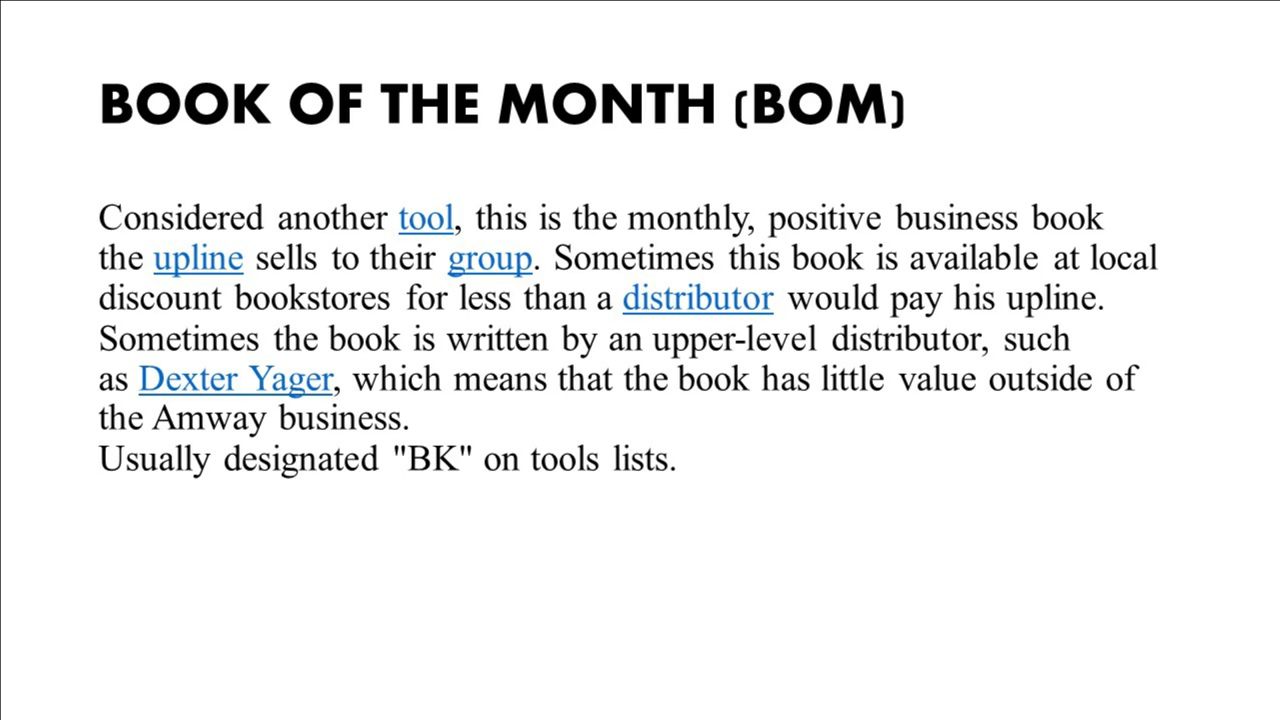 BOOK OF THE MONTH (BOM)
Considered another tool, this is the monthly, positive business book
the upline sells to their group. Sometimes this book is available at local
discount bookstores for less than a distributor would pay his upline.
Sometimes the book is written by an upper-level distributor, such
as Dexter Yager, which means that the book has little value outside of
the Amway business.
Usually designated "BK" on tools lists.